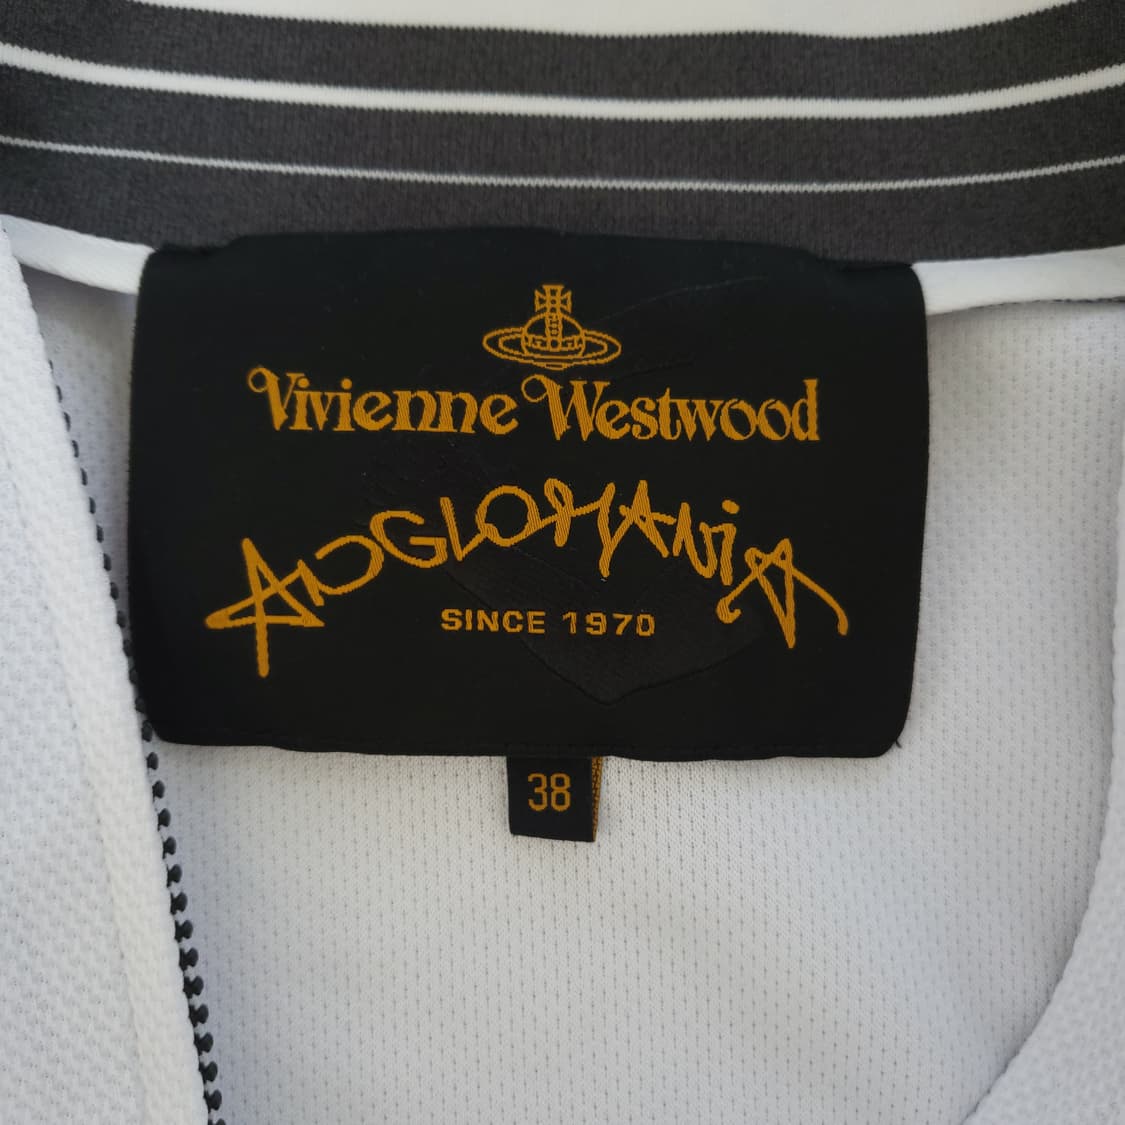 Vivienne Westwood
ANGLOMANiA
SINCE 1970
38